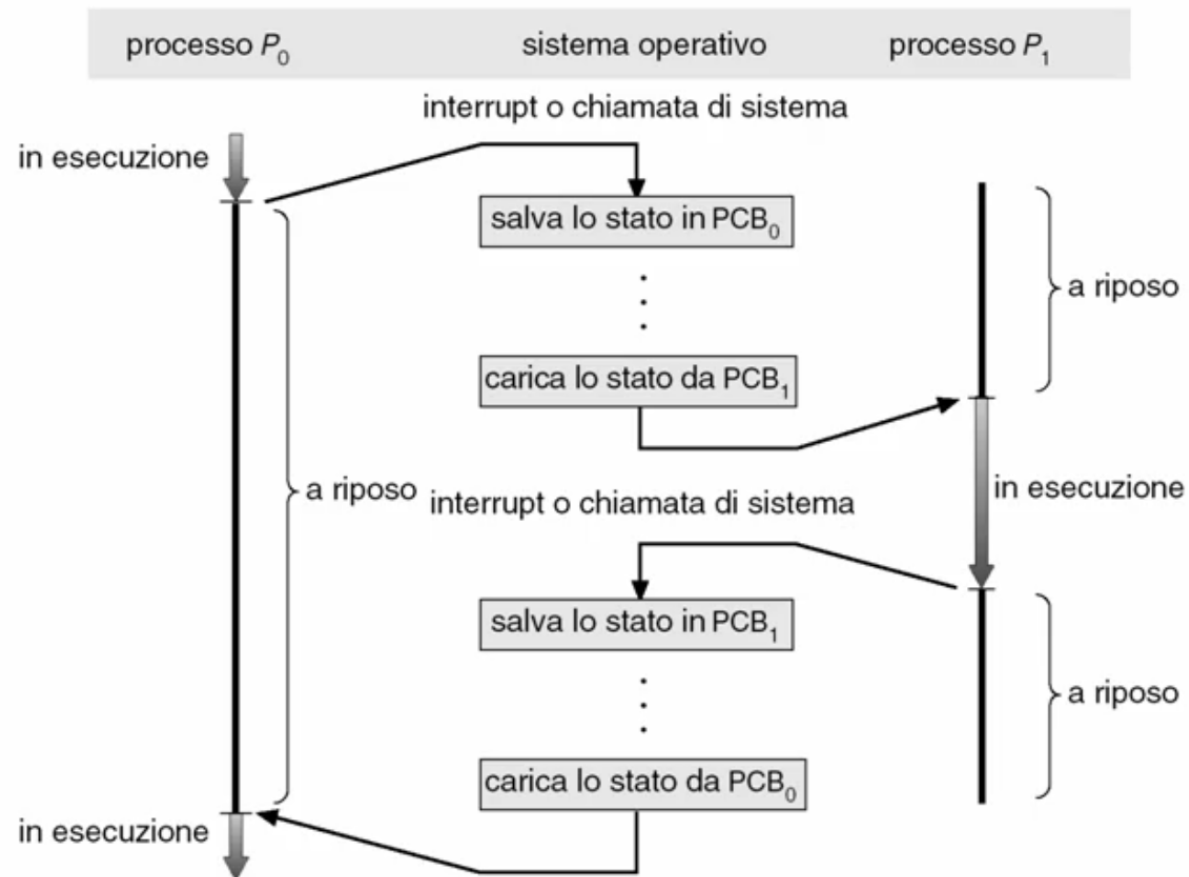 processo P0 sistema operativo processo P1
interrupt o chiamata di sistema
in esecuzione
salva lo stato in PCB0
a riposo
carica lo stato da PCB1
a riposo
interrupt o chiamata di sistema
in esecuzione
salva lo stato in PCB1
a riposo
carica lo stato da PCB0
in esecuzione